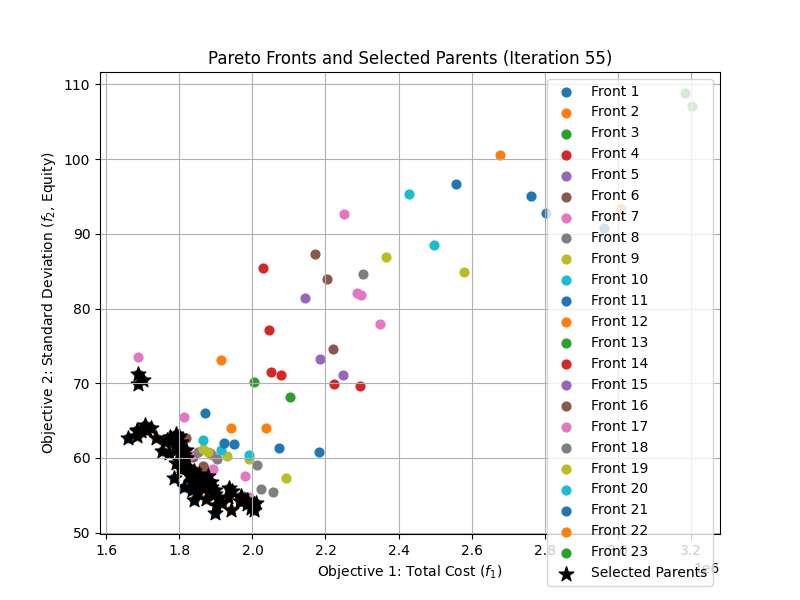 Pareto Fronts and Selected Parents (Iteration 55)
Objective 2: Standard Deviation (f₂, Equity)
110
100
90
80
70
60
50
1.6
1.8
2.0
2.2
2.4
2.6
2.8
3.0
3.2
1e6
Objective 1: Total Cost (f₁)
Front 1
Front 2
Front 3
Front 4
Front 5
Front 6
Front 7
Front 8
Front 9
Front 10
Front 11
Front 12
Front 13
Front 14
Front 15
Front 16
Front 17
Front 18
Front 19
Front 20
Front 21
Front 22
Front 23
Selected Parents